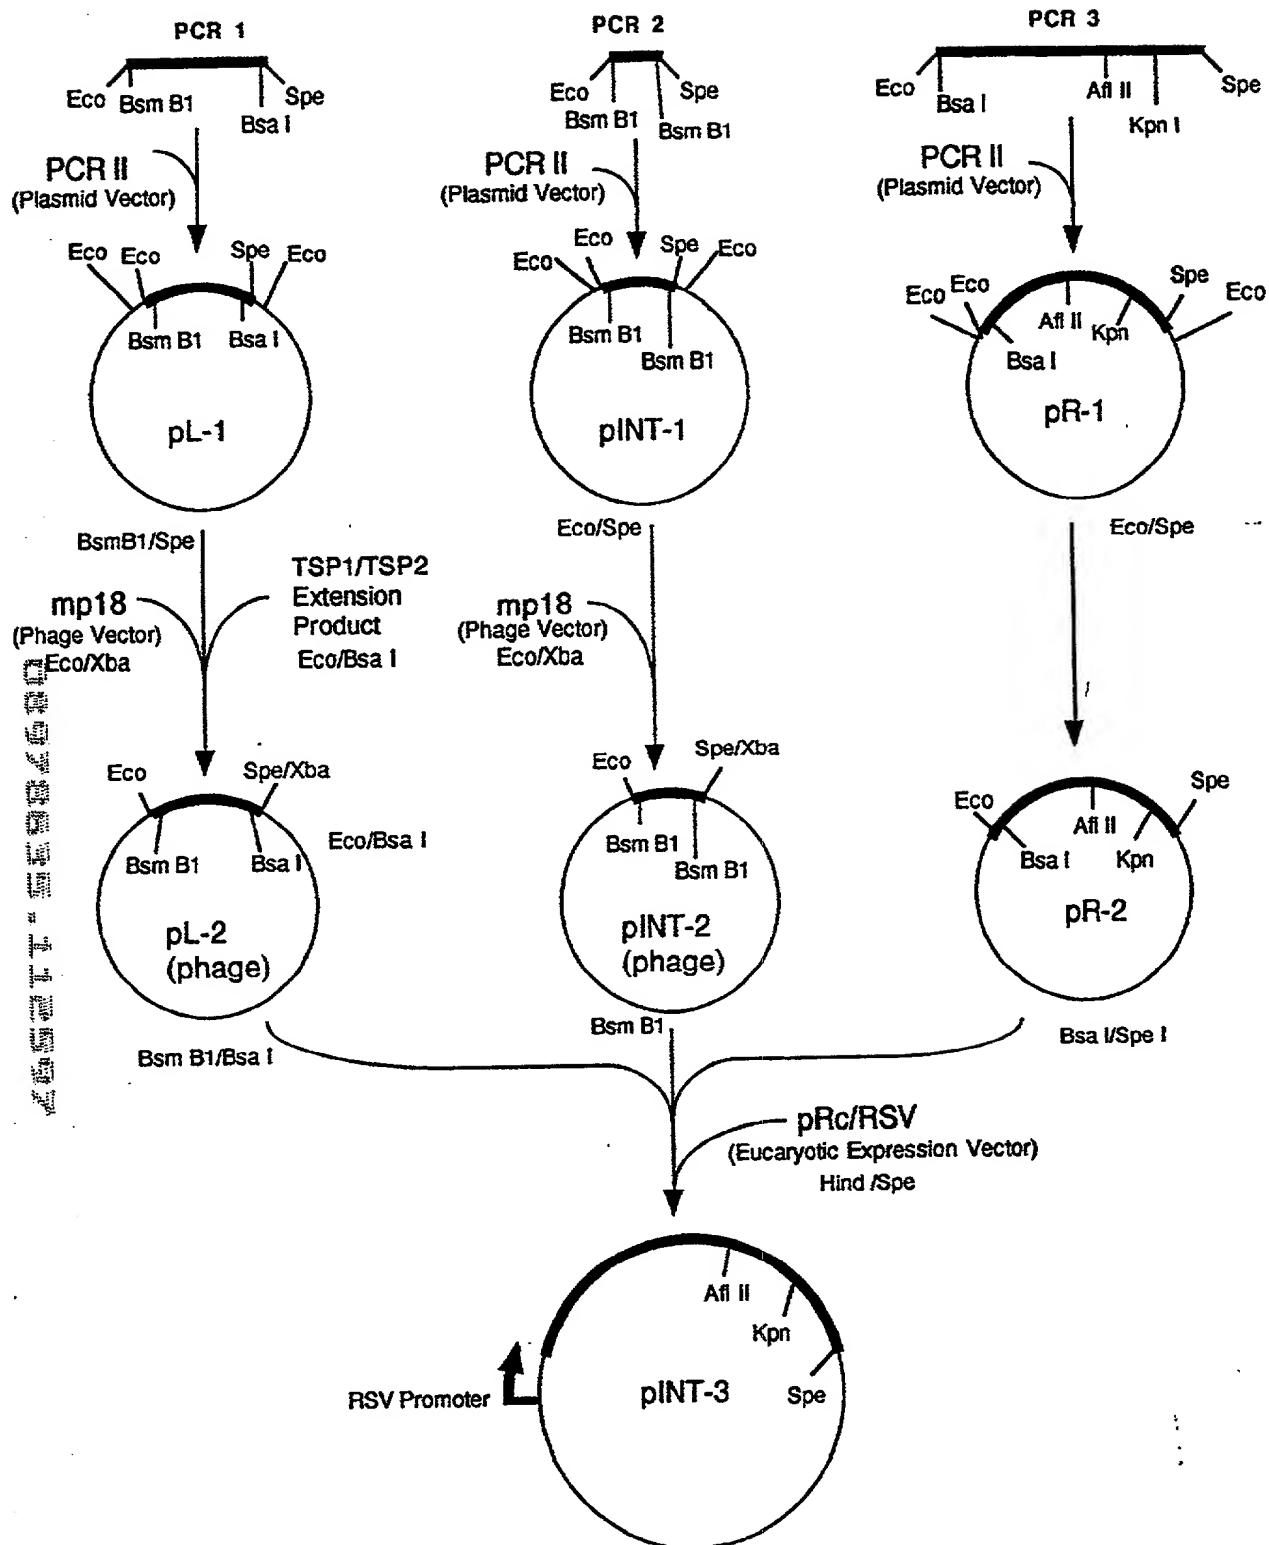 PCR 1
PCR 2
PCR 3
Eco
Bsm B1
Bsa I
Spe
Eco
Bsm B1
Spe
Bsm B1
Eco
Bsa I
Afl II
Kpn I
Spe
PCR II
(Plasmid Vector)
PCR II
(Plasmid Vector)
PCR II
(Plasmid Vector)
Eco
Eco
Spe
Eco
Bsm B1
Bsa I
pL-1
Eco
Eco
Spe
Eco
Bsm B1
Bsm B1
pINT-1
Eco
Eco
Spe
Eco
Afl II
Kpn
Bsa I
pR-1
BsmB1/Spe
TSP1/TSP2
Extension
Product
Eco/Bsa I
mp18
(Phage Vector)
Eco/Xba
Eco/Spe
mp18
(Phage Vector)
Eco/Xba
Eco/Spe
Eco
Spe/Xba
Bsm B1
Bsa I
Eco/Bsa I
pL-2
(phage)
Eco
Spe/Xba
Bsm B1
Bsm B1
pINT-2
(phage)
Eco
Spe
Afl II
Bsa I
Kpn
pR-2
Bsm B1/Bsa I
Bsm B1
Bsa I/Spe I
pRc/RSV
(Eucaryotic Expression Vector)
Hind /Spe
Afl II
Kpn
Spe
RSV Promoter
pINT-3